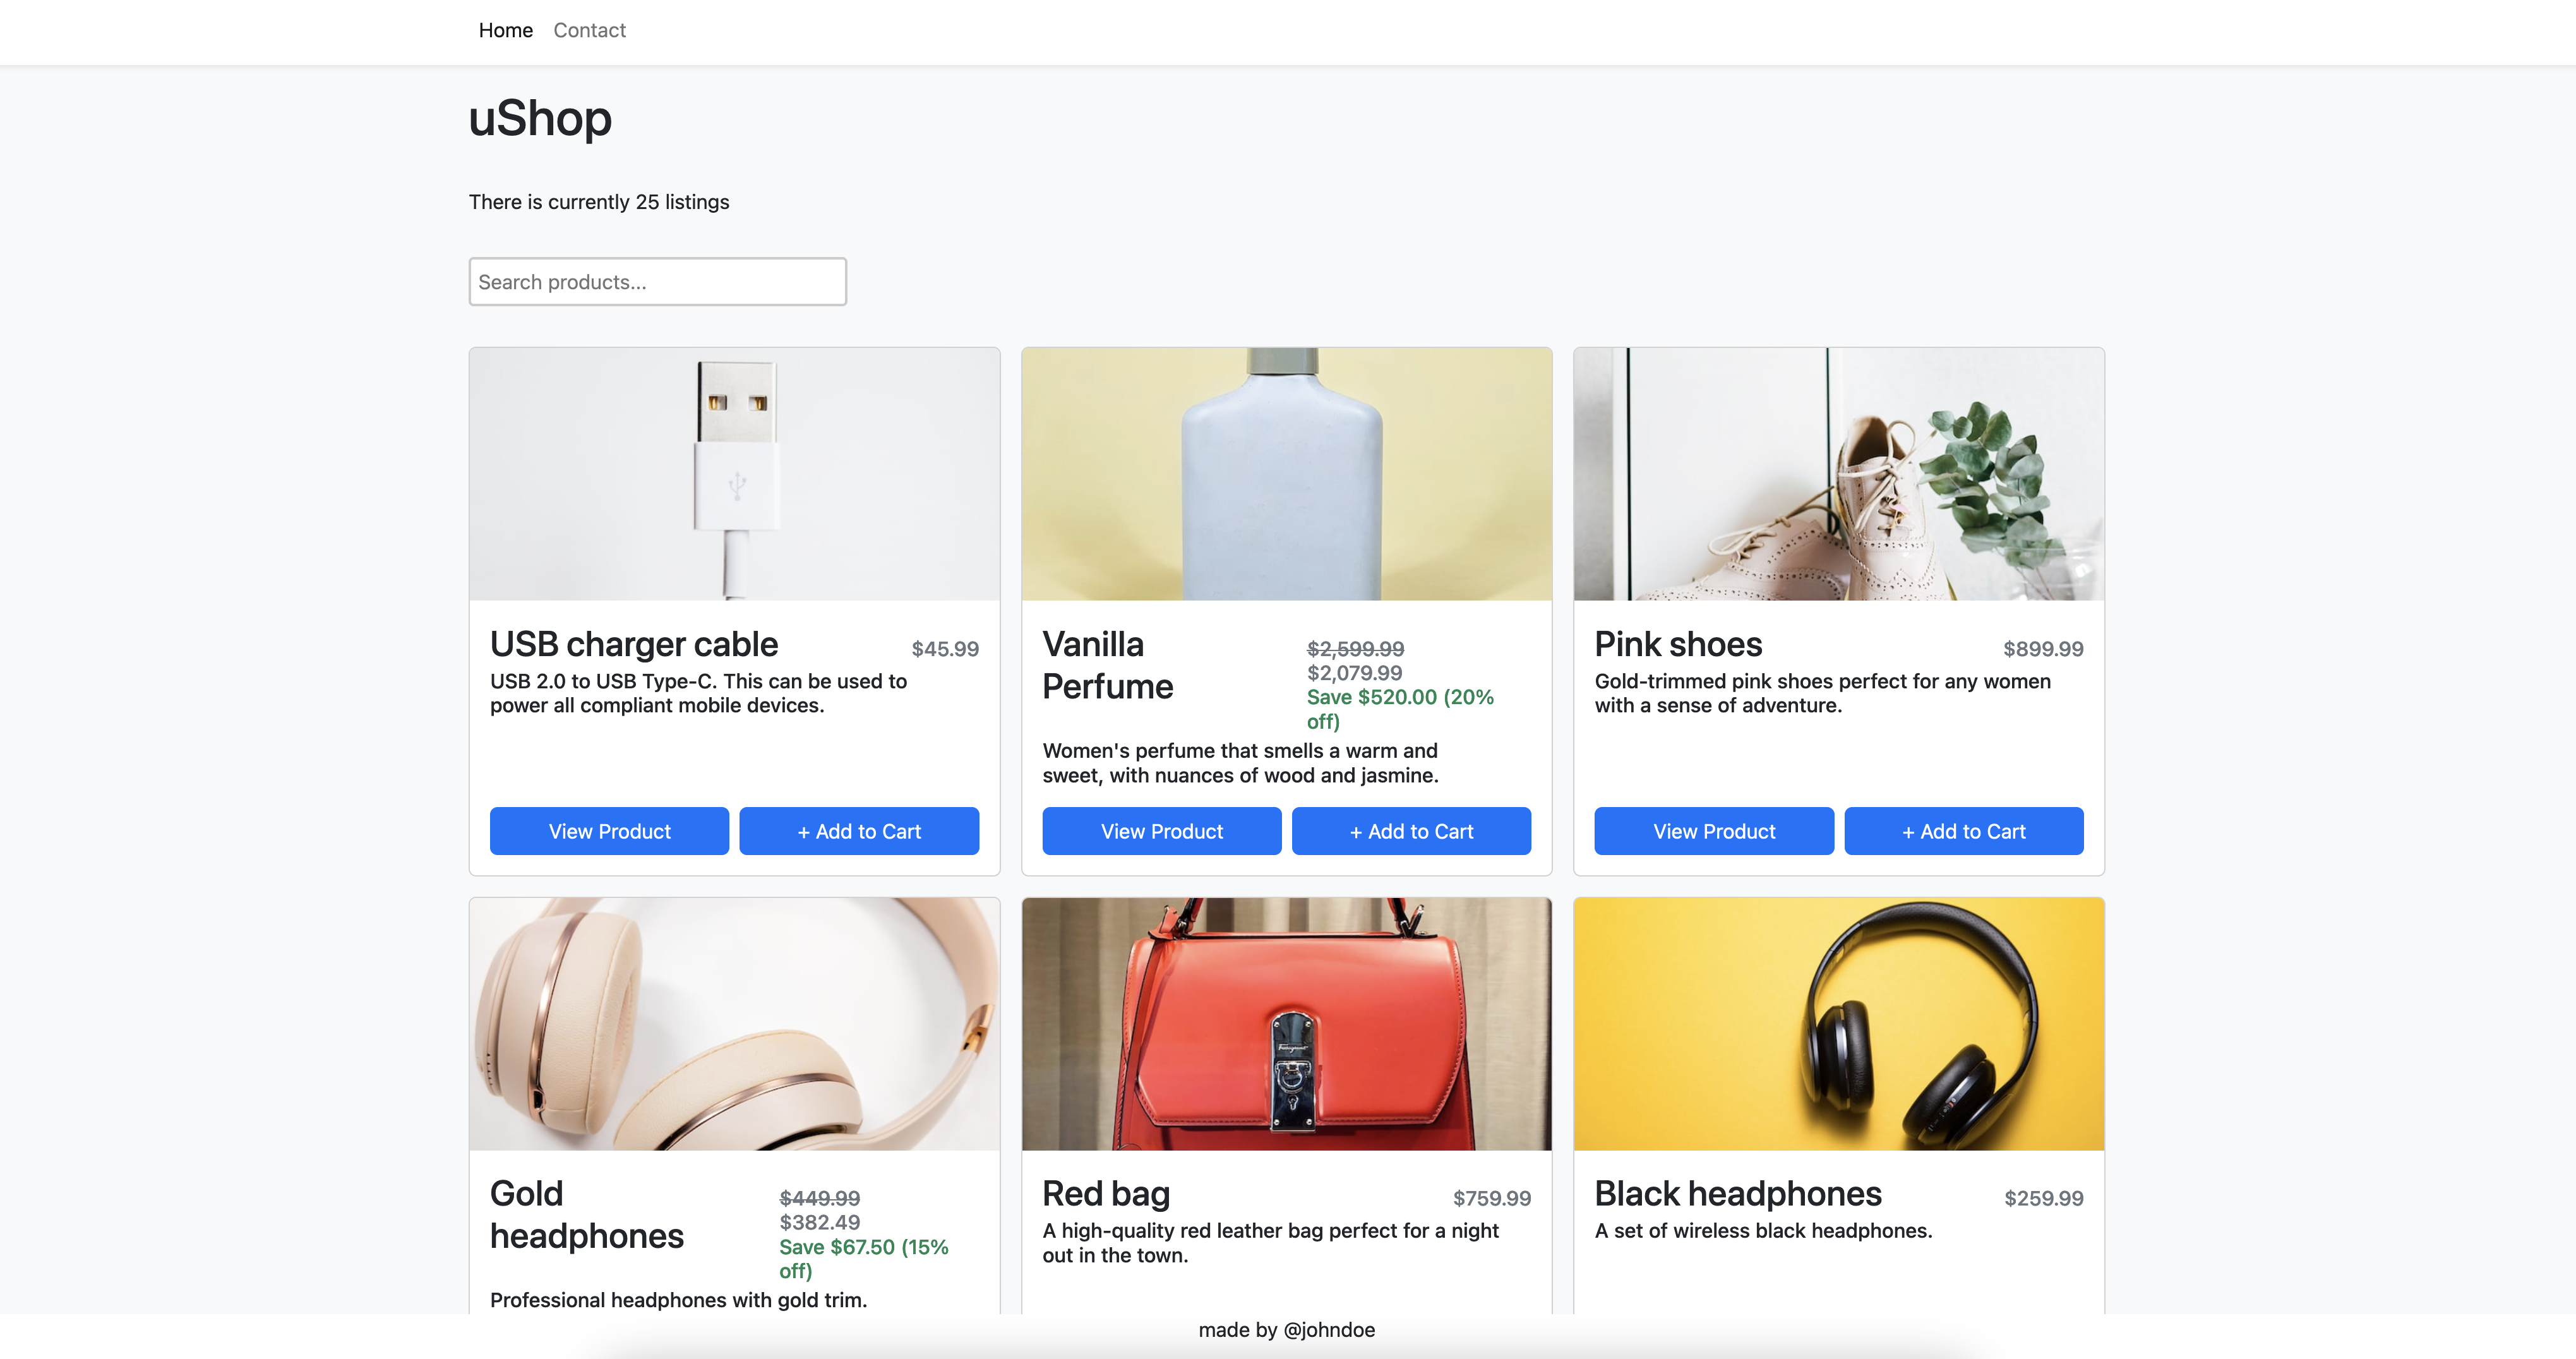 Home Contact
uShop
There is currently 25 listings
Search products...
USB charger cable $45.99
USB 2.0 to USB Type-C. This can be used to
power all compliant mobile devices.
View Product + Add to Cart
Vanilla
Perfume
$2,599.99
$2,079.99
Save $520.00 (20%
off)
Women's perfume that smells a warm and
sweet, with nuances of wood and jasmine.
View Product + Add to Cart
Pink shoes $899.99
Gold-trimmed pink shoes perfect for any women
with a sense of adventure.
View Product + Add to Cart
Gold
headphones
$449.99
$382.49
Save $67.50 (15%
off)
Professional headphones with gold trim.
Red bag $759.99
A high-quality red leather bag perfect for a night
out in the town.
Black headphones $259.99
A set of wireless black headphones.
made by @johndoe